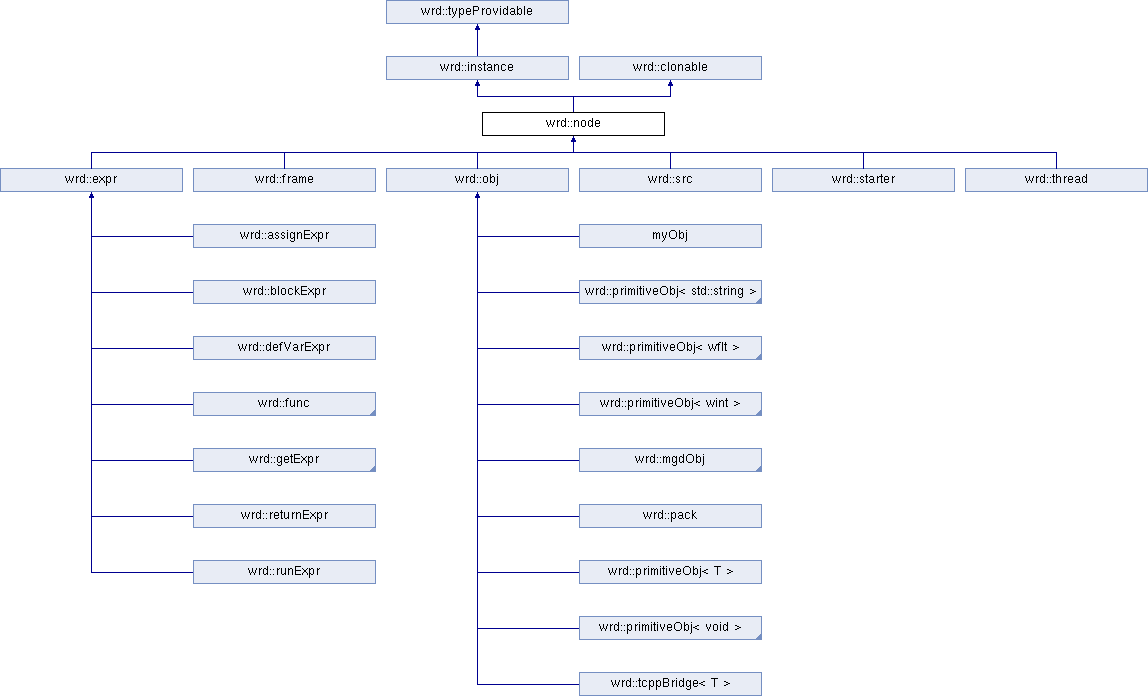 wrd::typeProvidable
wrd::instance
wrd::clonable
wrd::node
wrd::expr
wrd::frame
wrd::obj
wrd::src
wrd::starter
wrd::thread
wrd::assignExpr
myObj
wrd::blockExpr
wrd::primitiveObj< std::string >
wrd::defVarExpr
wrd::primitiveObj< wflt >
wrd::func
wrd::primitiveObj< wint >
wrd::getExpr
wrd::mgdObj
wrd::returnExpr
wrd::pack
wrd::runExpr
wrd::primitiveObj< T >
wrd::primitiveObj< void >
wrd::tcppBridge< T >